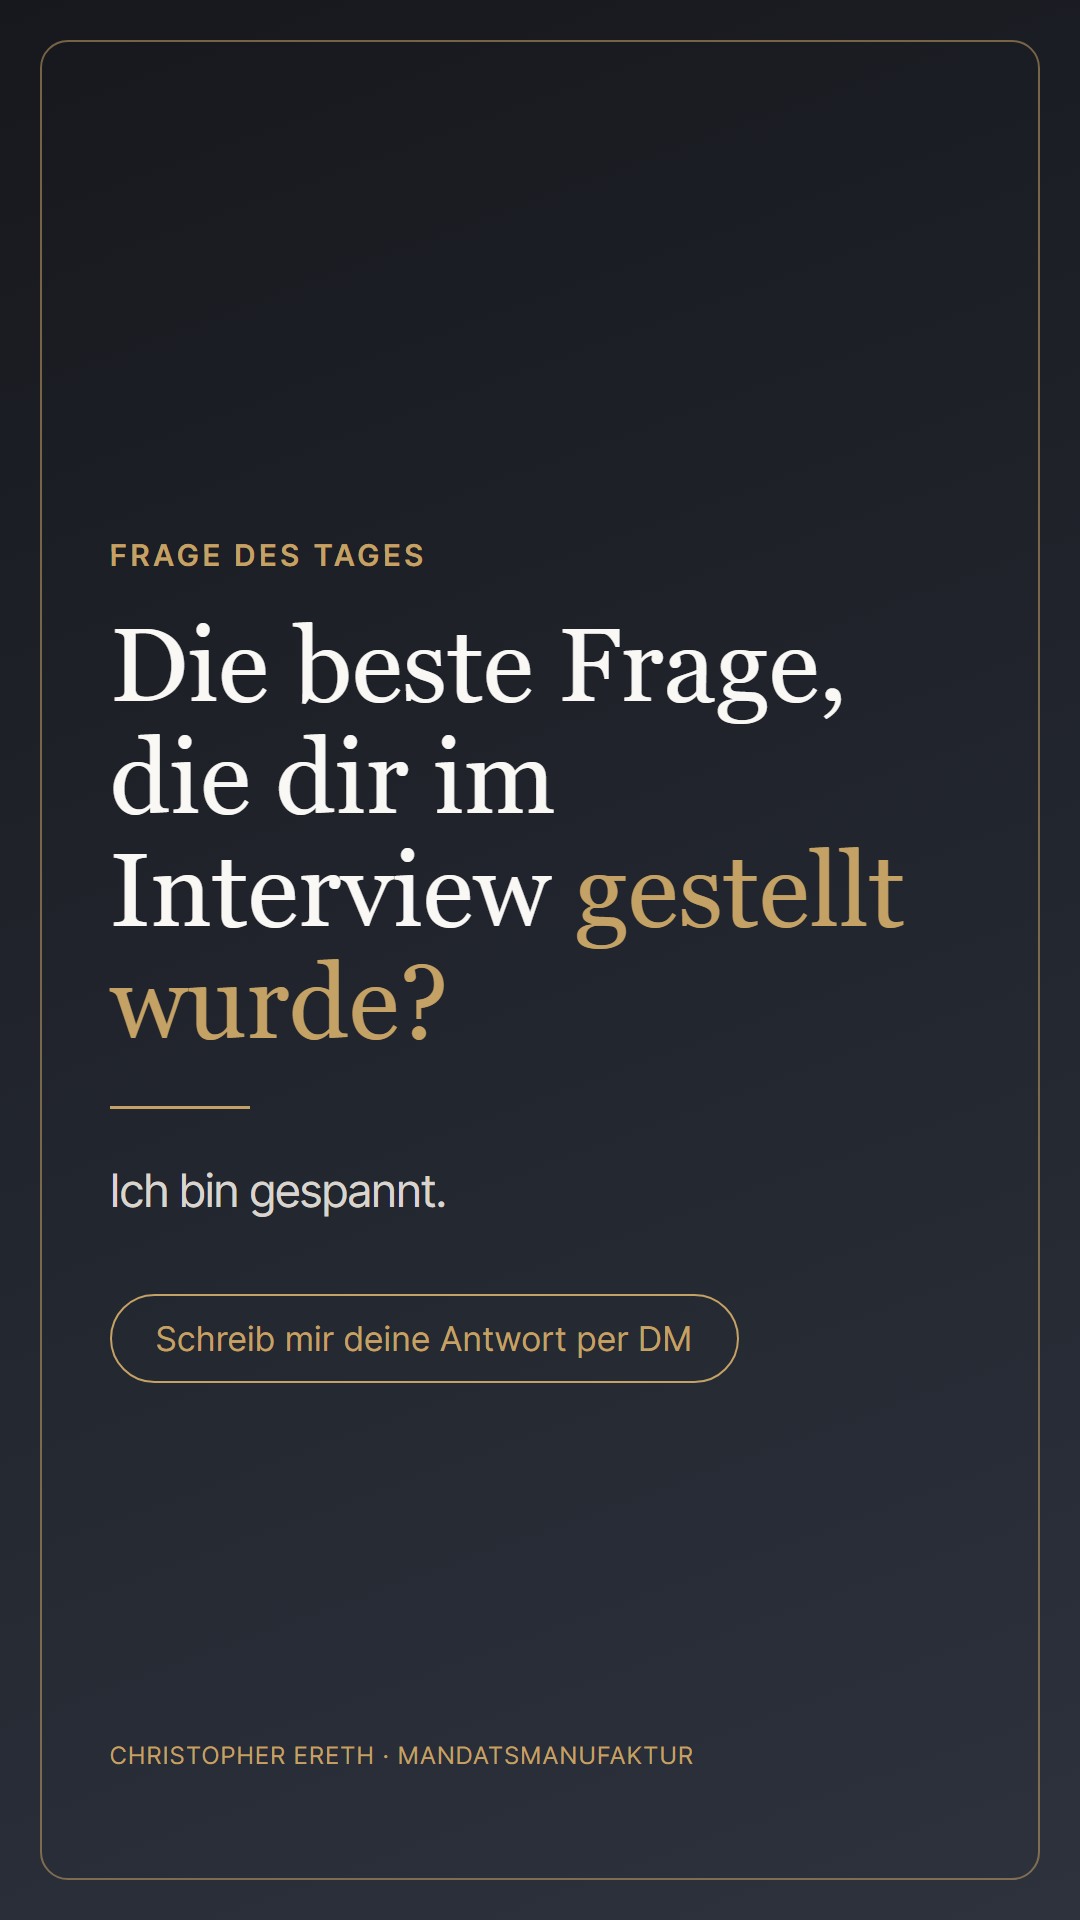 FRAGE DES TAGES
Die beste Frage,
die dir im
Interview gestellt
wurde?
Ich bin gespannt.
Schreib mir deine Antwort per DM
CHRISTOPHER ERETH · MANDATSMANUFAKTUR